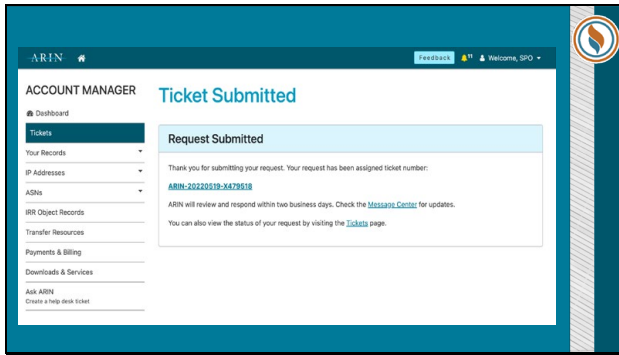 ARIN
Feedback 11 Welcome, SPO
ACCOUNT MANAGER
Dashboard
Tickets
Your Records
IP Addresses
ASNs
IRR Object Records
Transfer Resources
Payments & Billing
Downloads & Services
Ask ARIN
Create a help desk ticket
Ticket Submitted
Request Submitted
Thank you for submitting your request. Your request has been assigned ticket number:
ARIN-20220519-X479518
ARIN will review and respond within two business days. Check the Message Center for updates.
You can also view the status of your request by visiting the Tickets page.